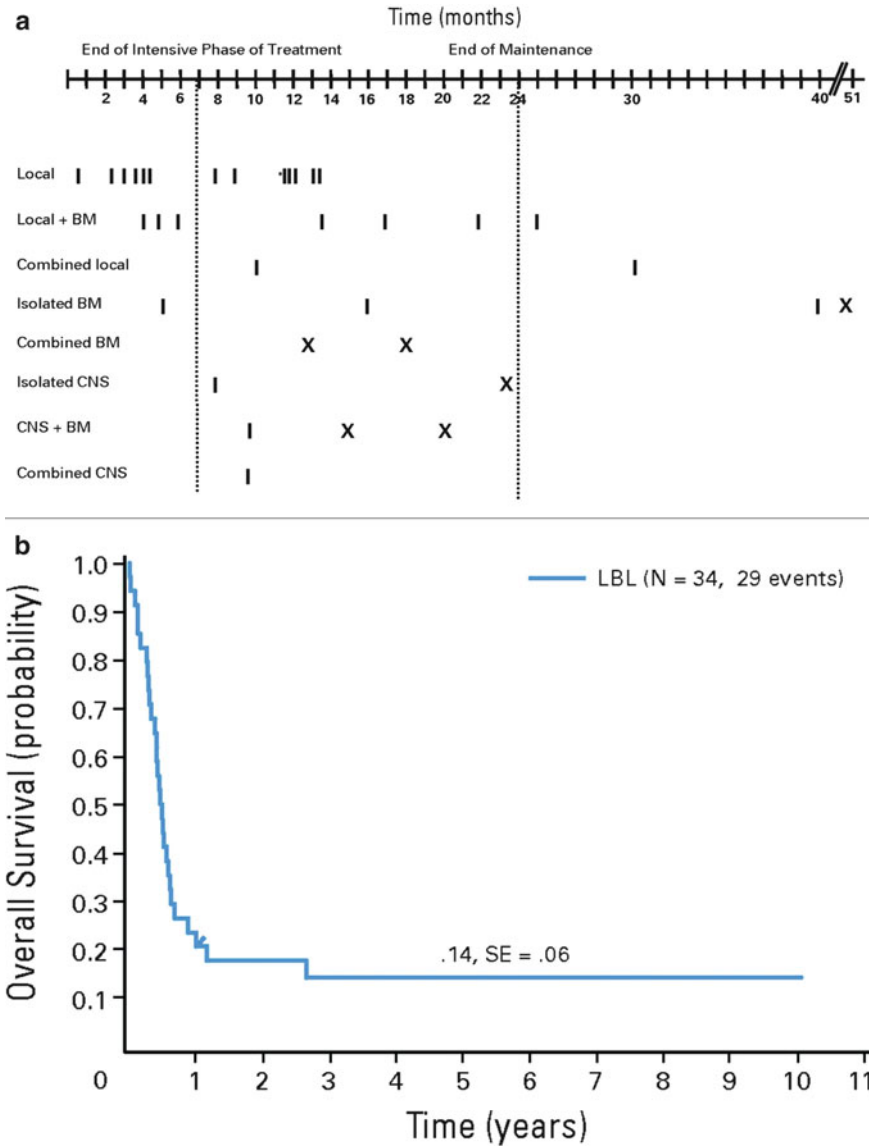 a
Time (months)
End of Intensive Phase of Treatment End of Maintenance
2 4 6 8 10 12 14 16 18 20 22 24 30 40 51
Local
Local + BM
Combined local
Isolated BM X
Combined BM X X
Isolated CNS X
CNS + BM X X
Combined CNS
b
1.0
LBL (N = 34, 29 events)
0.9
0.8
0.7
0.6
0.5
0.4
0.3
0.2
.14, SE = .06
0.1
Overall Survival (probability)
0 1 2 3 4 5 6 7 8 9 10 11
Time (years)